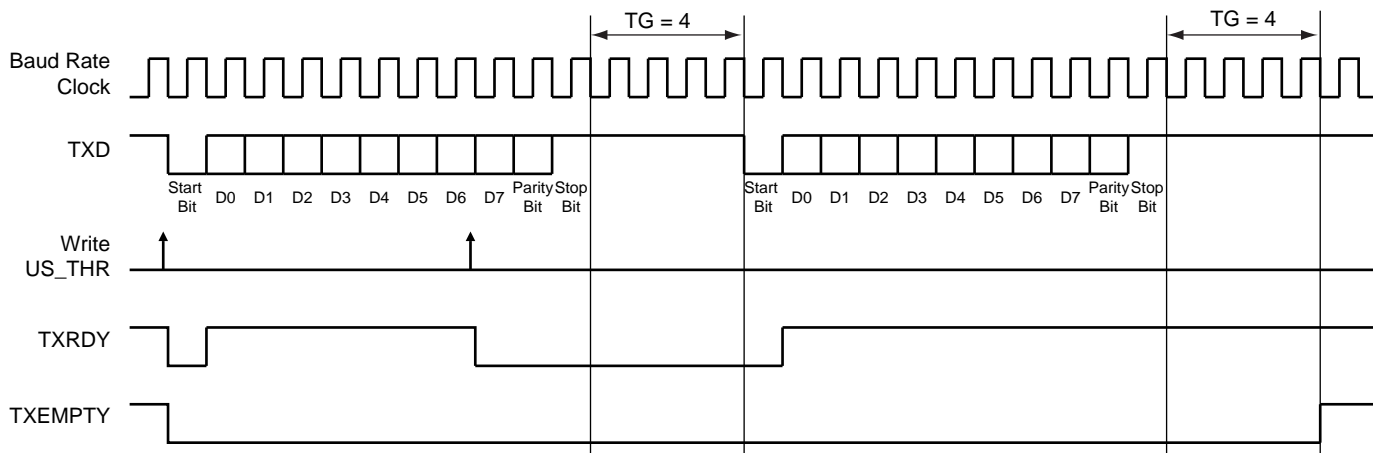 TG = 4
TG = 4
Baud Rate
Clock
TXD
Start
Bit
D0
D1
D2
D3
D4
D5
D6
D7
Parity
Bit
Stop
Bit
Start
Bit
D0
D1
D2
D3
D4
D5
D6
D7
Parity
Bit
Stop
Bit
Write
US_THR
TXRDY
TXEMPTY